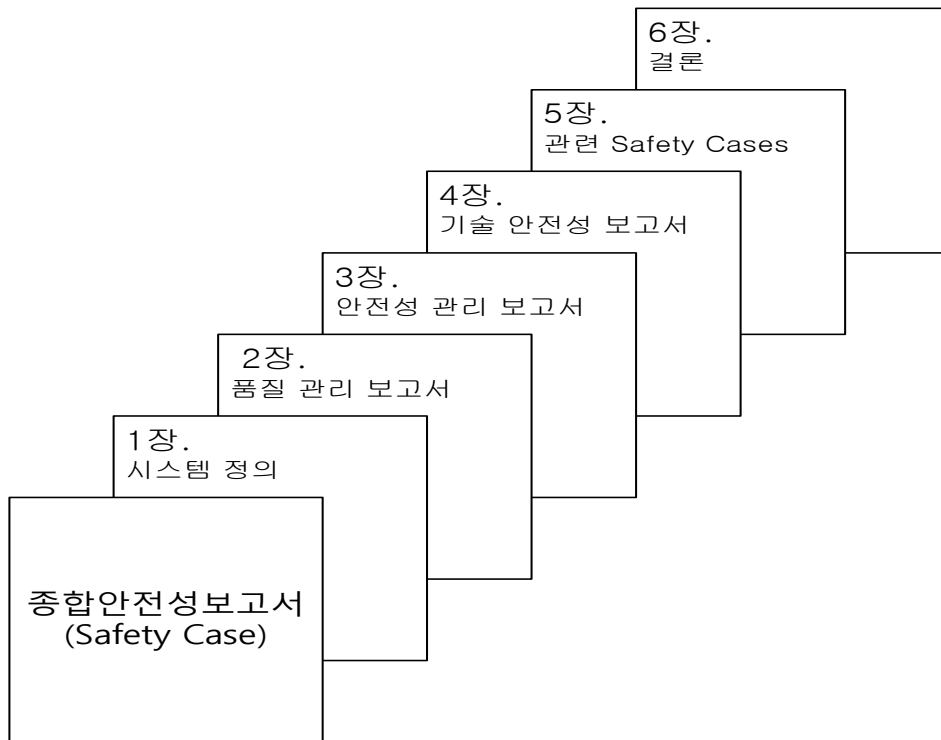 6장.
결론
5장.
관련 Safety Cases
4장.
기술 안전성 보고서
3장.
안전성 관리 보고서
2장.
품질 관리 보고서
1장.
시스템 정의
종합안전성보고서
(Safety Case)